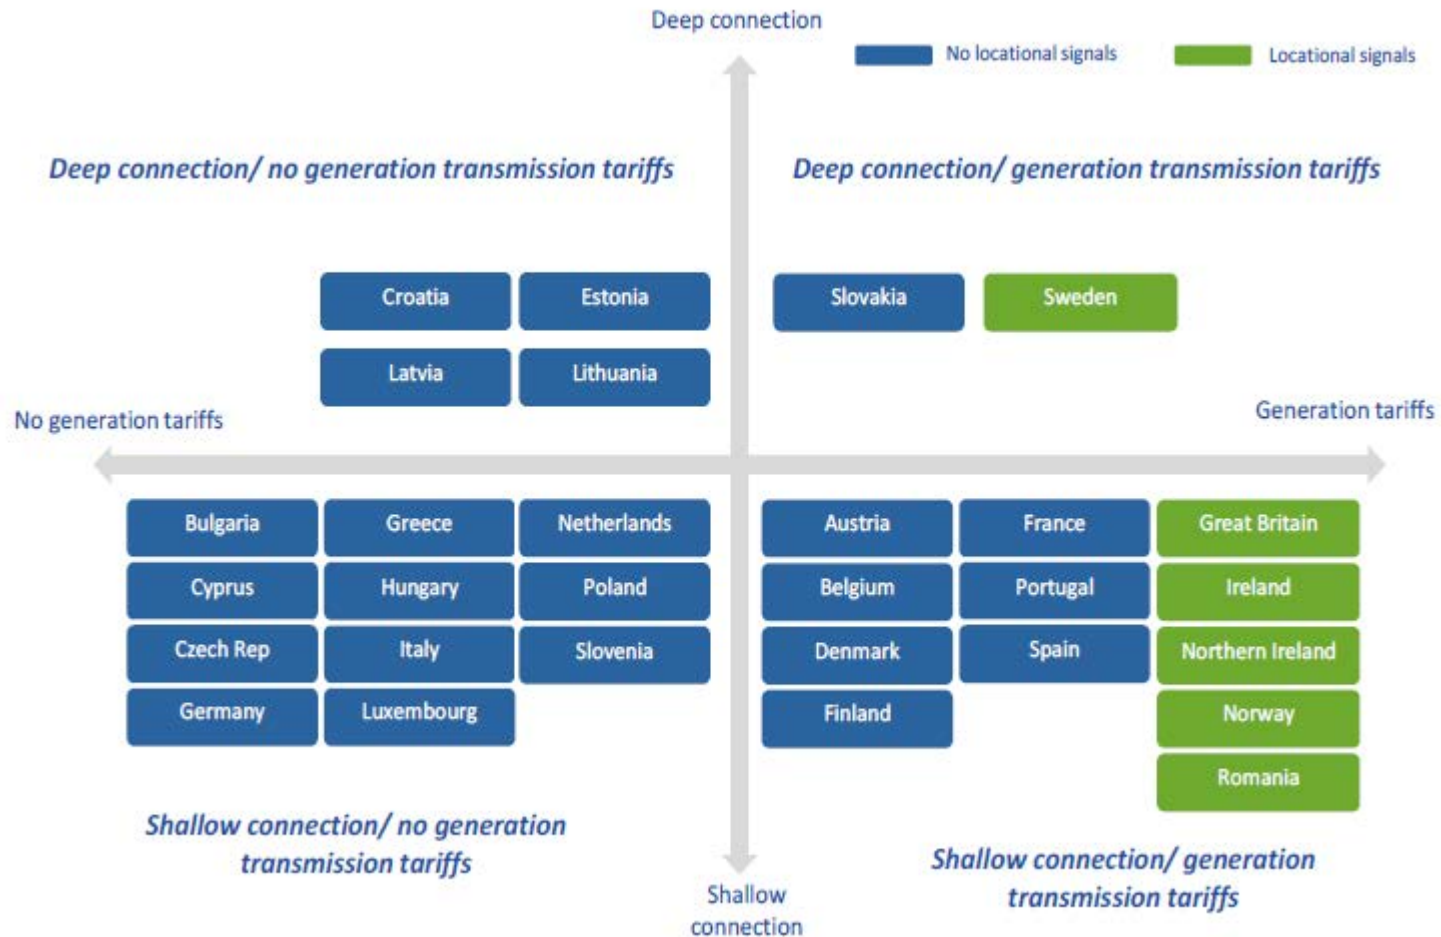 Deep connection
No locational signals
Locational signals
Deep connection/ no generation transmission tariffs
Deep connection/ generation transmission tariffs
Croatia
Estonia
Slovakia
Sweden
Latvia
Lithuania
No generation tariffs
Generation tariffs
Bulgaria
Greece
Netherlands
Austria
France
Great Britain
Cyprus
Hungary
Poland
Belgium
Portugal
Ireland
Czech Rep
Italy
Slovenia
Denmark
Spain
Northern Ireland
Germany
Luxembourg
Finland
Norway
Romania
Shallow connection/ no generation
transmission tariffs
Shallow connection/ generation
transmission tariffs
Shallow
connection